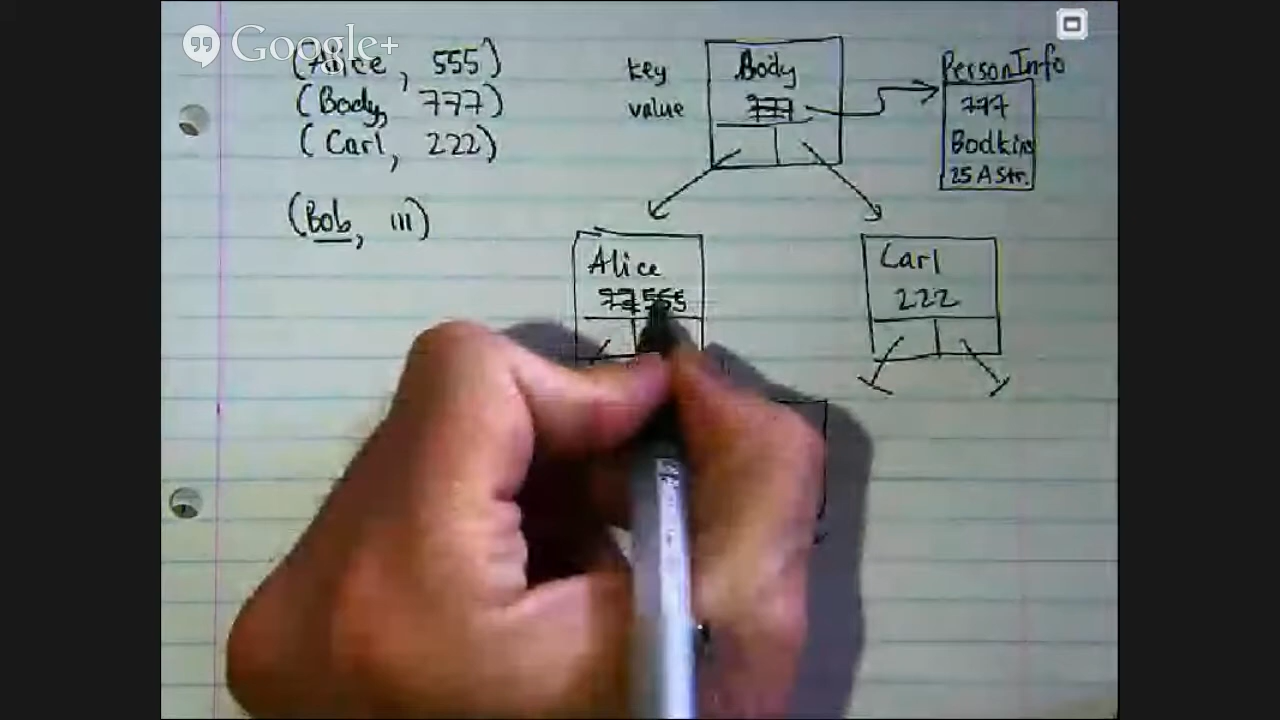 Google+
(Alice, 555)
(Body, 777)
(Carl, 222)
(Bob, 111)
key
value
Body
777
PersonInfo
777
Bodkin
25 A Str.
Alice
77 555
Carl
222